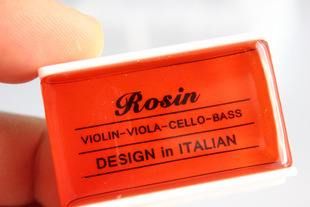 Rosin
VIOLIN-VIOLA-CELLO-BASS
DESIGN in ITALIAN